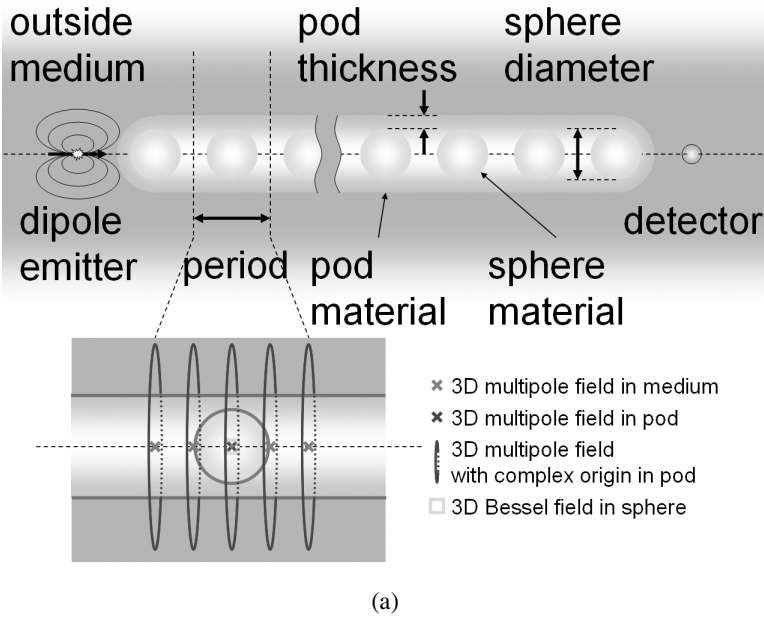 outside
medium
pod
thickness
sphere
diameter
dipole
emitter
period
pod
material
sphere
material
detector
3D multipole field in medium
3D multipole field in pod
3D multipole field
with complex origin in pod
3D Bessel field in sphere
(a)